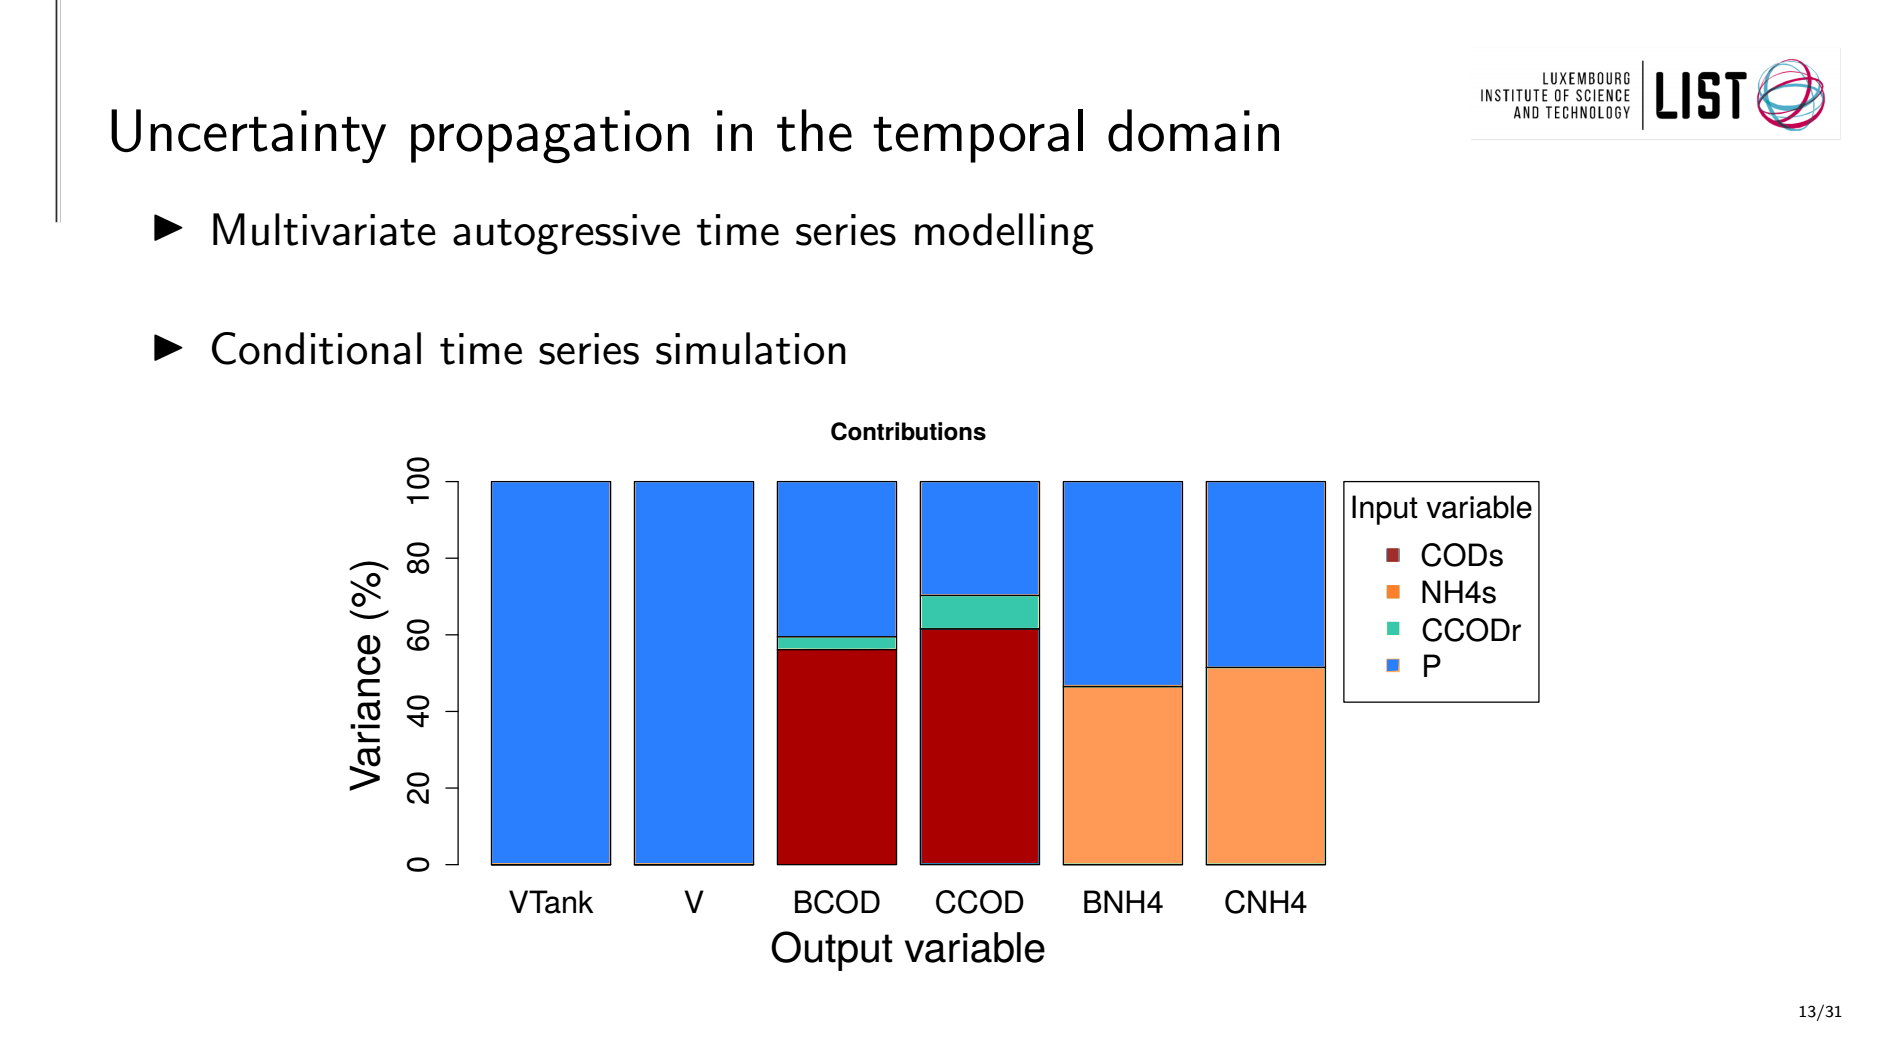 LUXEMBOURG
INSTITUTE OF SCIENCE
AND TECHNOLOGY
LIST
Uncertainty propagation in the temporal domain
Multivariate autogressive time series modelling
Conditional time series simulation
Contributions
Variance (%)
100
80
60
40
20
0
VTank V BCOD CCOD BNH4 CNH4
Output variable
Input variable
CODs
NH4s
CCODr
P
13/31